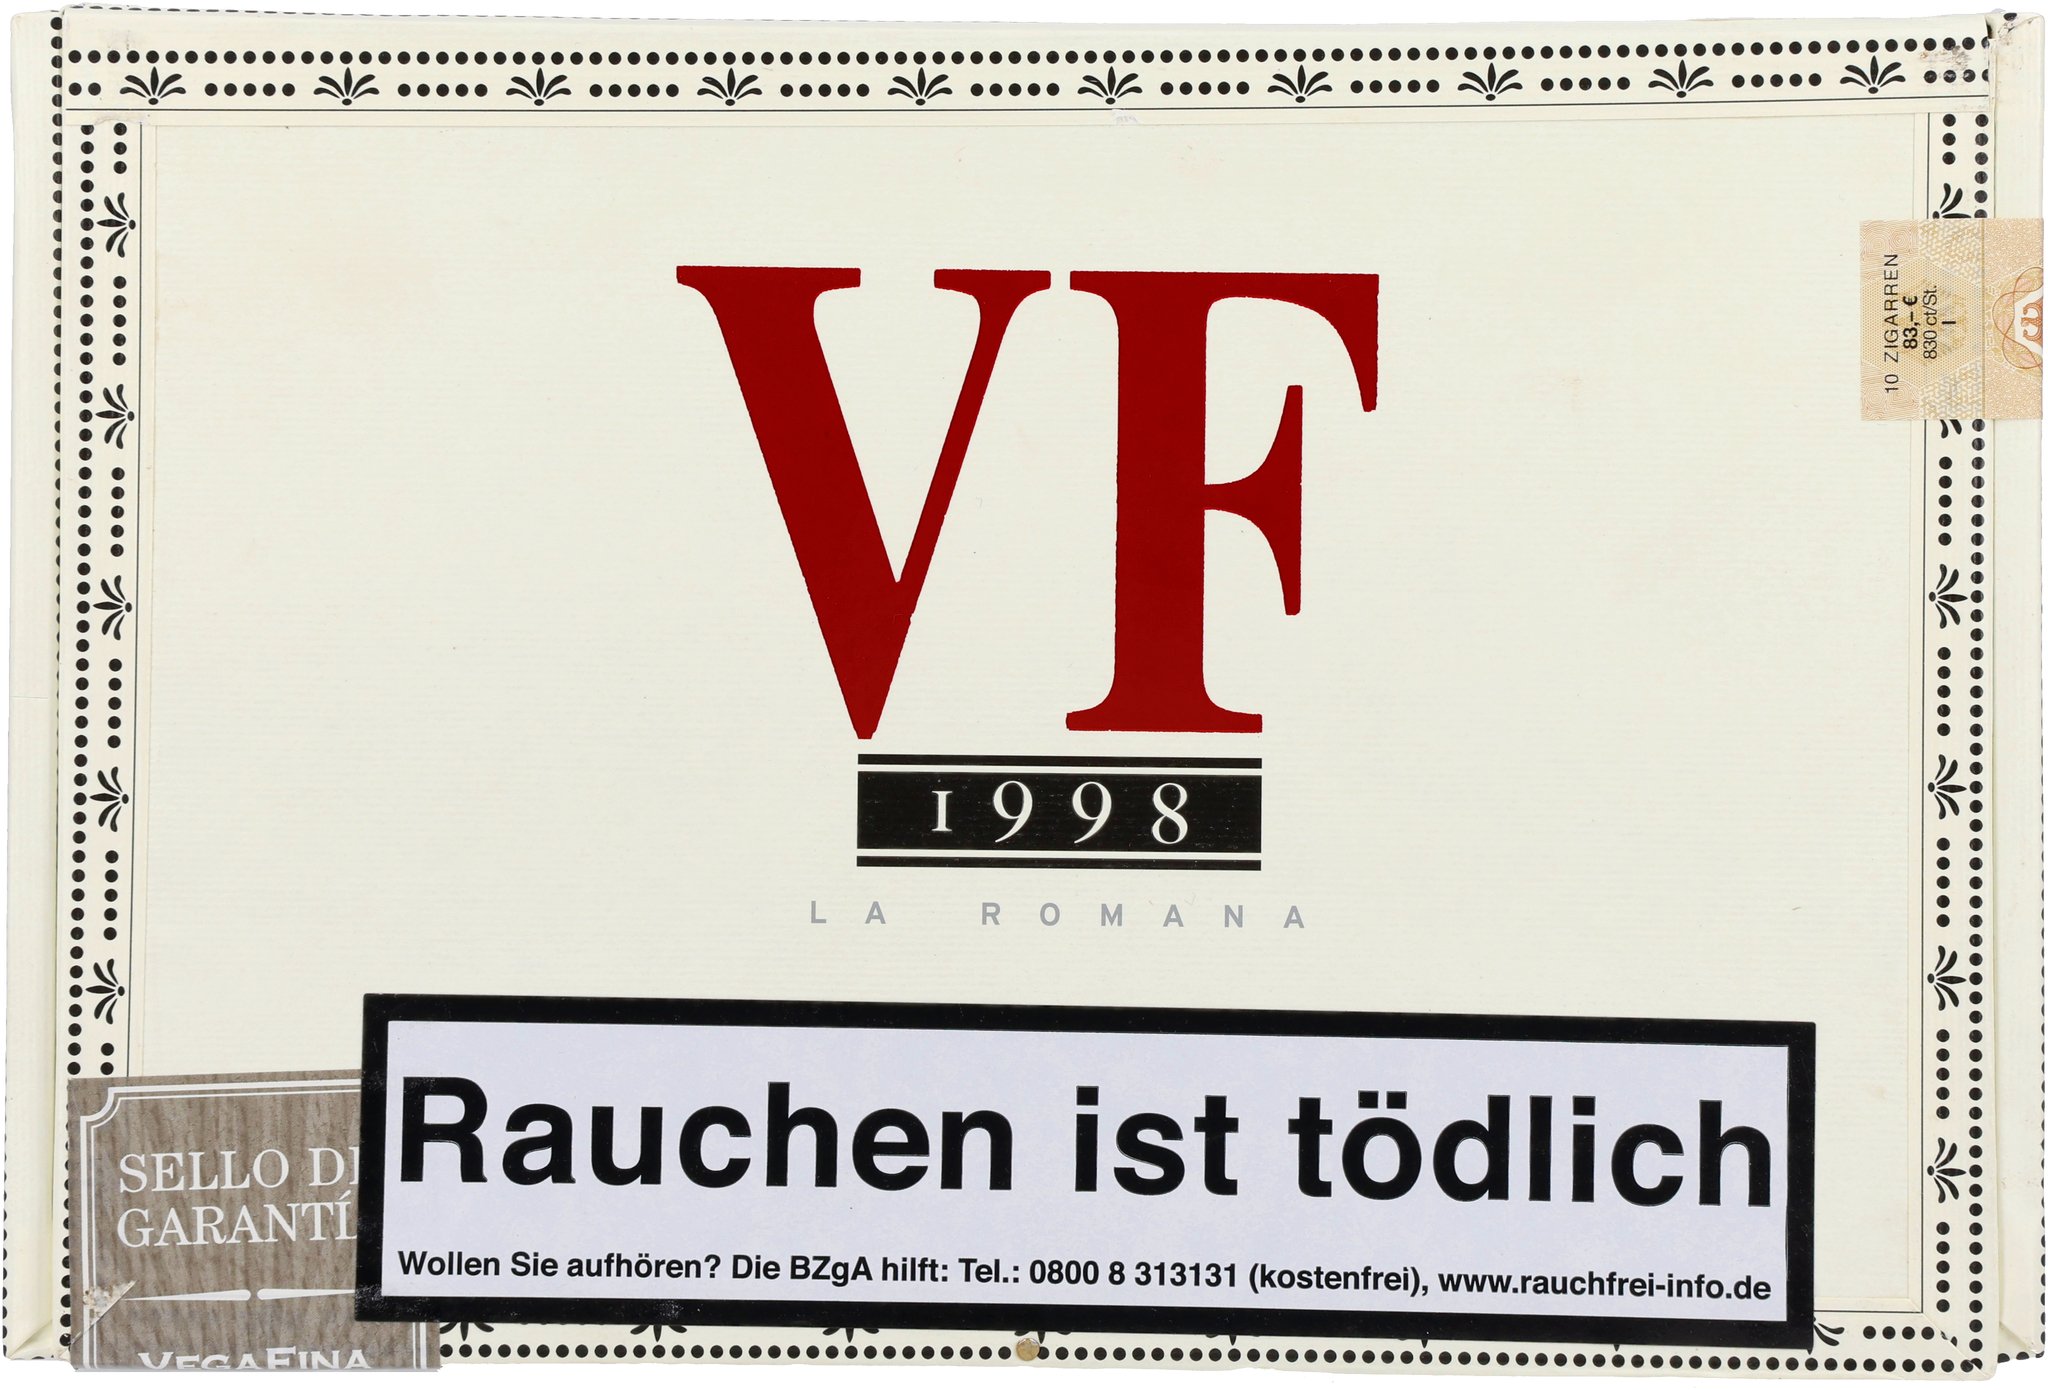 VF
1998
LA ROMANA
10 ZIGARREN
83,– €
830 ct/St.
I
SELLO DE
GARANTÍ
VEGAFINA
Rauchen ist tödlich
Wollen Sie aufhören? Die BZgA hilft: Tel.: 0800 8 313131 (kostenfrei), www.rauchfrei-info.de